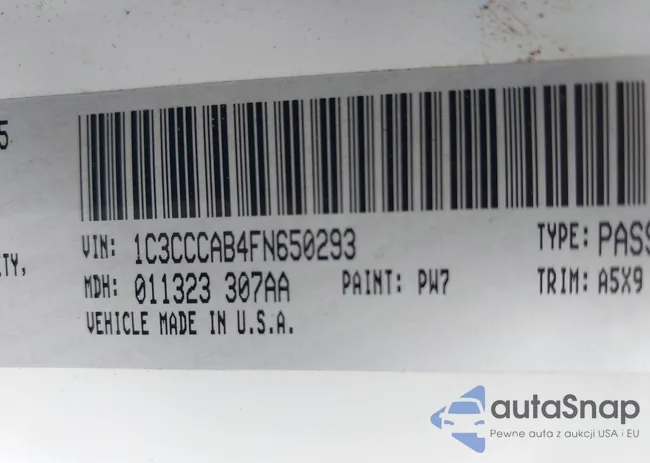 5
ITY,
VIN: 1C3CCCAB4FN650293 TYPE: PASS
MDH: 011323 307AA PAINT: PW7 TRIM: A5X9
VEHICLE MADE IN U.S.A.
autaSnap
Pewne auta z aukcji USA i EU